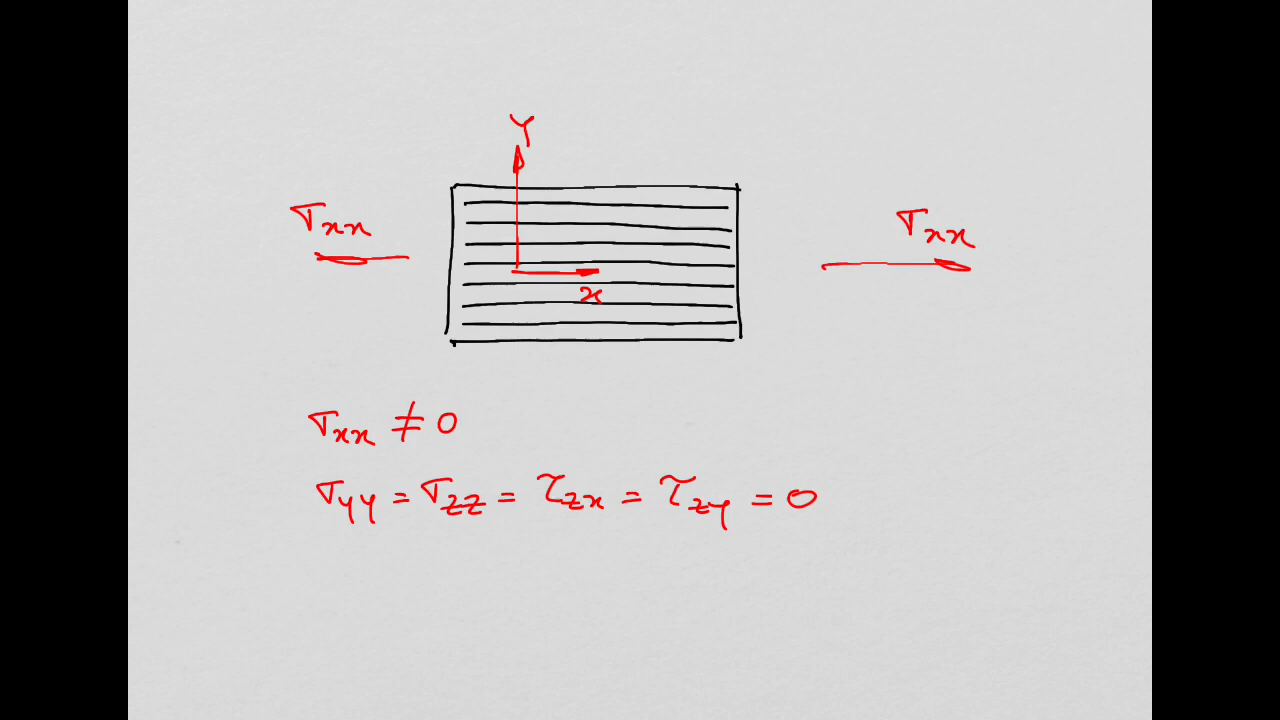 Y
σxx
σxx
x
σxx ≠ 0
σyy = σzz = τzx = τzy = 0